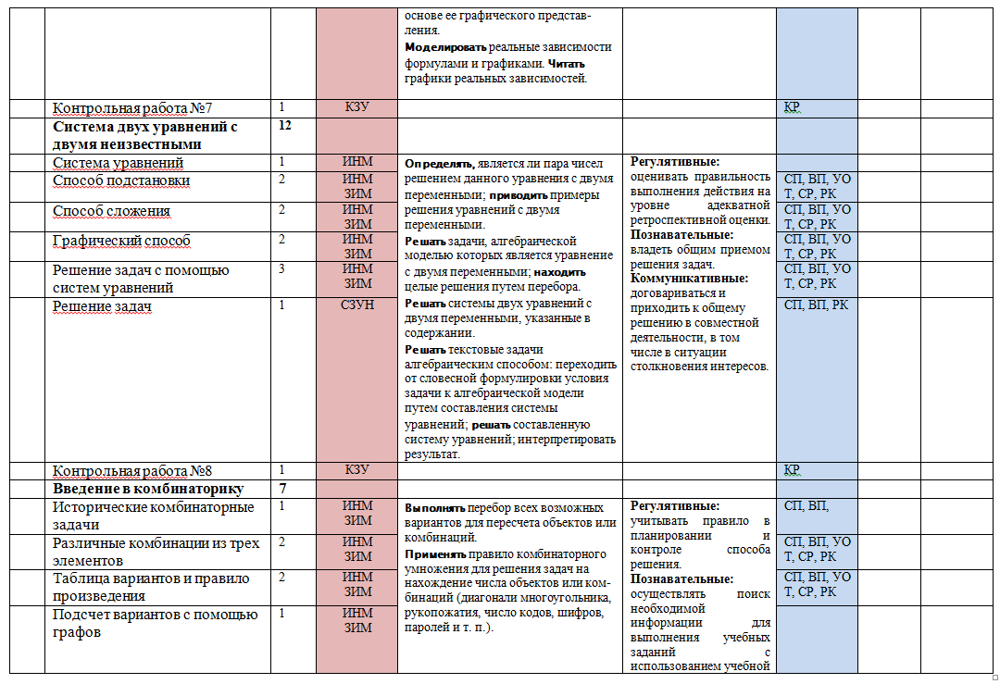 основе ее графического представ-
ления.
Моделировать реальные зависимости
формулами и графиками. Читать
графики реальных зависимостей.
Контрольная работа №7
1
КЗУ
КР.
Система двух уравнений с
двумя неизвестными
12
Система уравнений
1
ИНМ
Способ подстановки
2
ИНМ
ЗИМ
СП, ВП, УО
Т, СР, РК
Способ сложения
2
ИНМ
ЗИМ
СП, ВП, УО
Т, СР, РК
Графический способ
2
ИНМ
ЗИМ
СП, ВП, УО
Т, СР, РК
Решение задач с помощью
систем уравнений
3
ИНМ
ЗИМ
СП, ВП, УО
Т, СР, РК
Решение задач
1
СЗУН
СП, ВП, РК
Определять, является ли пара чисел
решением данного уравнения с двумя
переменными; приводить примеры
решения уравнений с двумя
переменными.
Решать задачи, алгебраической
моделью которых является уравнение
с двумя переменными; находить
целые решения путем перебора.
Решать системы двух уравнений с
двумя переменными, указанные в
содержании.
Решать текстовые задачи
алгебраическим способом: переходить
от словесной формулировки условия
задачи к алгебраической модели
путем составления системы
уравнений; решать составленную
систему уравнений; интерпретировать
результат.
Регулятивные:
оценивать правильность
выполнения действия на
уровне адекватной
ретроспективной оценки.
Познавательные:
владеть общим приемом
решения задач.
Коммуникативные:
договариваться и
приходить к общему
решению в совместной
деятельности, в том
числе в ситуации
столкновения интересов.
Контрольная работа №8
1
КЗУ
КР.
Введение в комбинаторику
7
Исторические комбинаторные
задачи
1
ИНМ
ЗИМ
СП, ВП,
Различные комбинации из трех
элементов
2
ИНМ
ЗИМ
СП, ВП, УО
Т, СР, РК
Таблица вариантов и правило
произведения
2
ИНМ
ЗИМ
СП, ВП, УО
Т, СР, РК
Подсчет вариантов с помощью
графов
1
ИНМ
ЗИМ
Выполнять перебор всех возможных
вариантов для пересчета объектов или
комбинаций.
Применять правило комбинаторного
умножения для решения задач на
нахождение числа объектов или ком-
бинаций (диагонали многоугольника,
рукопожатия, число кодов, шифров,
паролей и т. п.).
Регулятивные:
учитывать правило в
планировании и
контроле способа
решения.
Познавательные:
осуществлять поиск
необходимой
информации для
выполнения учебных
заданий с
использованием учебной